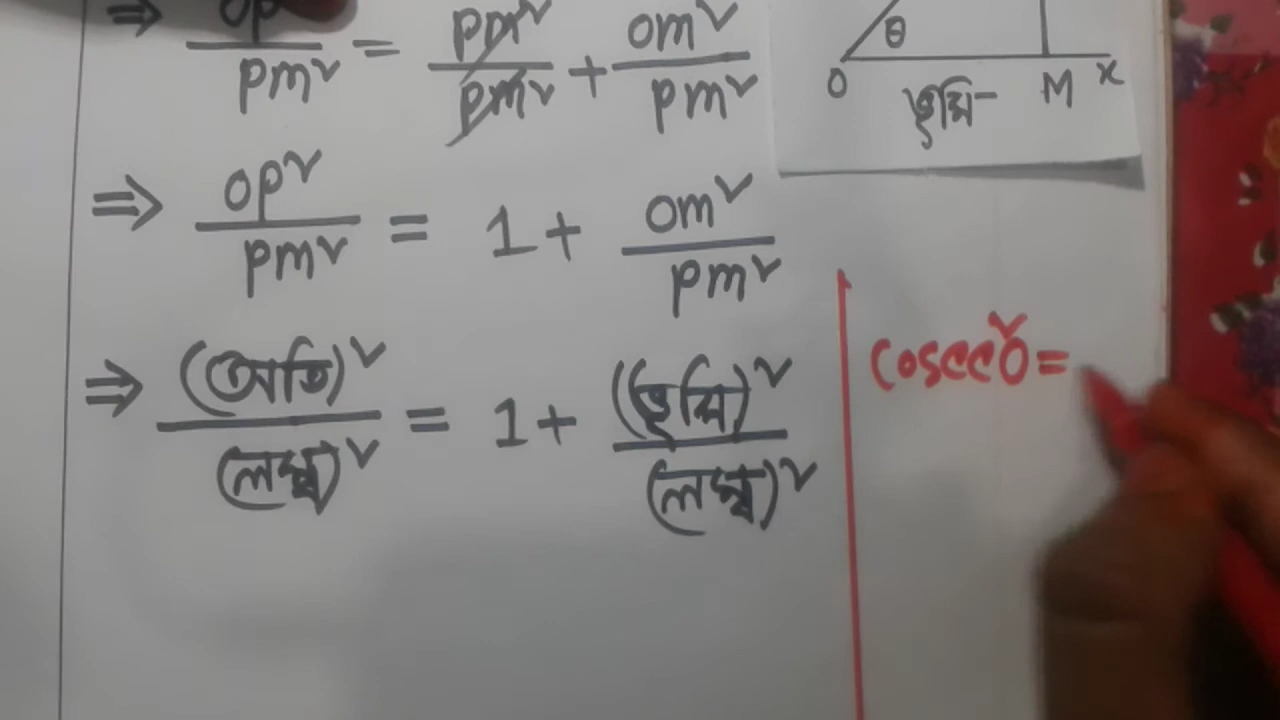 ⇒ OP / pm² = pm² / pm² + om² / pm²
θ
O M x
ভূমি
⇒ op² / pm² = 1 + om² / pm²
⇒ (অতি)² / (লম্ব)² = 1 + (ভূমি)² / (লম্ব)²
cosec²θ =